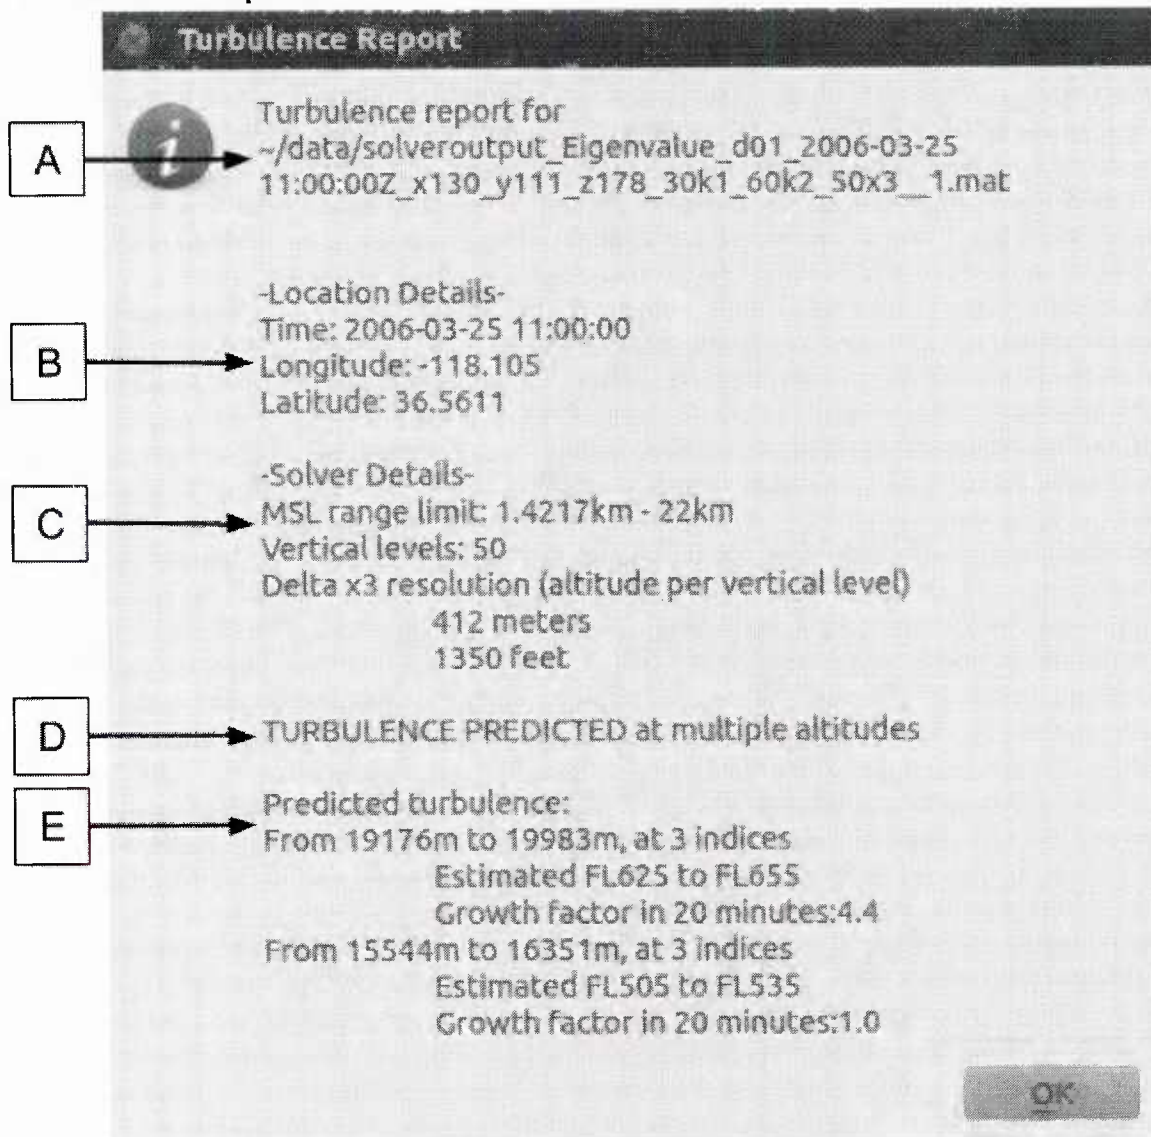 Turbulence Report
Turbulence report for
A
~/data/solveroutput_Eigenvalue_d01_2006-03-25
11:00:00Z_x130_y111_z178_30k1_60k2_50x3__1.mat
-Location Details-
Time: 2006-03-25 11:00:00
B
Longitude: -118.105
Latitude: 36.5611
-Solver Details-
C
MSL range limit: 1.4217km - 22km
Vertical levels: 50
Delta x3 resolution (altitude per vertical level)
412 meters
1350 feet
D
TURBULENCE PREDICTED at multiple altitudes
E
Predicted turbulence:
From 19176m to 19983m, at 3 indices
Estimated FL625 to FL655
Growth factor in 20 minutes:4.4
From 15544m to 16351m, at 3 indices
Estimated FL505 to FL535
Growth factor in 20 minutes:1.0
OK